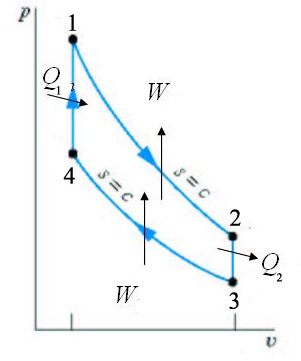 p
1
Q₁
W
4
s = c
s = c
2
Q₂
3
W
v